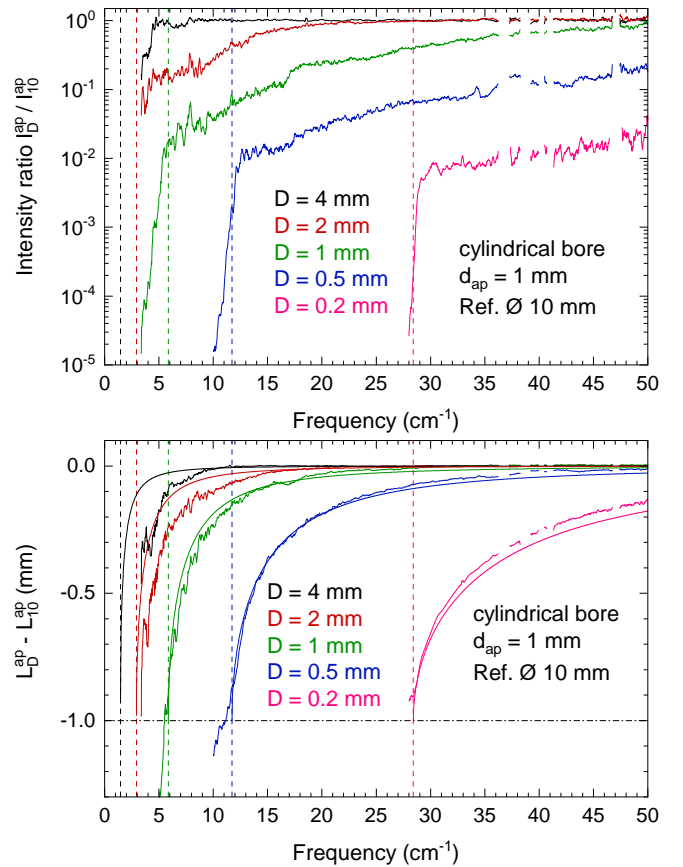 10⁰
10⁻¹
10⁻²
10⁻³
10⁻⁴
10⁻⁵
Intensity ratio I_D^ap / I_10^ap
D = 4 mm
D = 2 mm
D = 1 mm
D = 0.5 mm
D = 0.2 mm
cylindrical bore
d_ap = 1 mm
Ref. Ø 10 mm
0 5 10 15 20 25 30 35 40 45 50
Frequency (cm⁻¹)
0.0
-0.5
-1.0
L_D^ap - L_10^ap (mm)
D = 4 mm
D = 2 mm
D = 1 mm
D = 0.5 mm
D = 0.2 mm
cylindrical bore
d_ap = 1 mm
Ref. Ø 10 mm
0 5 10 15 20 25 30 35 40 45 50
Frequency (cm⁻¹)